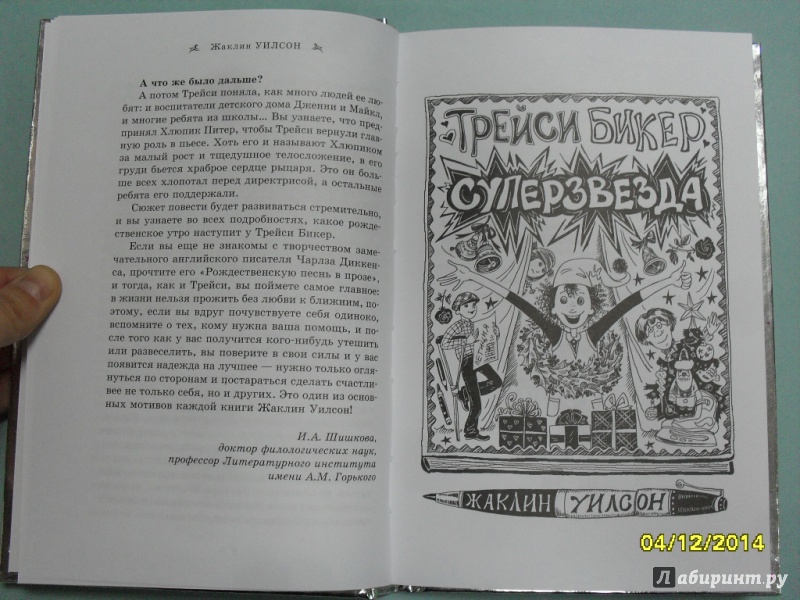 Жаклин УИЛСОН
А что же было дальше?
А потом Трейси поняла, как много людей ее лю-
бят: и воспитатели детского дома Дженни и Майкл,
и многие ребята из школы... Вы узнаете, что пред-
принял Хлюпик Питер, чтобы Трейси вернули глав-
ную роль в пьесе. Хоть его и называют Хлюпиком
за малый рост и тщедушное телосложение, в его
груди бьется храброе сердце рыцаря. Это он боль-
ше всех хлопотал перед директрисой, а остальные
ребята его поддержали.
Сюжет повести будет развиваться стремительно,
и вы узнаете во всех подробностях, какое рожде-
ственское утро наступит у Трейси Бикер.
Если вы еще не знакомы с творчеством заме-
чательного английского писателя Чарлза Диккен-
са, прочтите его «Рождественскую песнь в прозе»,
и тогда, как и Трейси, вы поймете самое главное:
в жизни нельзя прожить без любви к ближним, по-
этому, если вы вдруг почувствуете себя одиноко,
вспомните о тех, кому нужна ваша помощь, и по-
сле того как у вас получится кого-нибудь утешить
или развеселить, вы поверите в свои силы и у вас
появится надежда на лучшее — нужно только огля-
нуться по сторонам и постараться сделать счастли-
вее не только себя, но и других. Это один из основ-
ных мотивов каждой книги Жаклин Уилсон!
И.А. Шишкова,
доктор филологических наук,
профессор Литературного института
имени А.М. Горького
ТРЕЙСИ БИКЕР
СУПЕРЗВЕЗДА
ЖАКЛИН УИЛСОН
04/12/2014
Лабиринт.ру